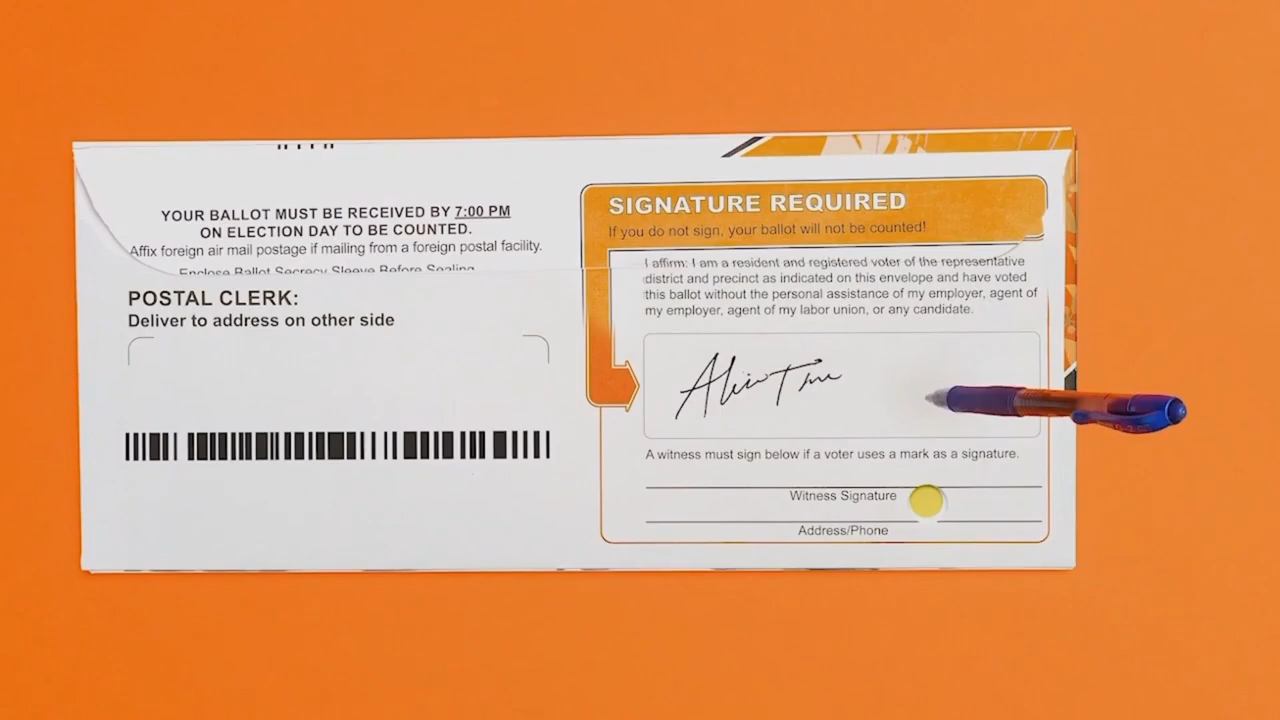 YOUR BALLOT MUST BE RECEIVED BY 7:00 PM
ON ELECTION DAY TO BE COUNTED.
Affix foreign air mail postage if mailing from a foreign postal facility.
Enclose Ballot Secrecy Sleeve Before Sealing
POSTAL CLERK:
Deliver to address on other side
SIGNATURE REQUIRED
If you do not sign, your ballot will not be counted!
I affirm: I am a resident and registered voter of the representative
district and precinct as indicated on this envelope and have voted
this ballot without the personal assistance of my employer, agent of
my employer, agent of my labor union, or any candidate.
A witness must sign below if a voter uses a mark as a signature.
Witness Signature
Address/Phone